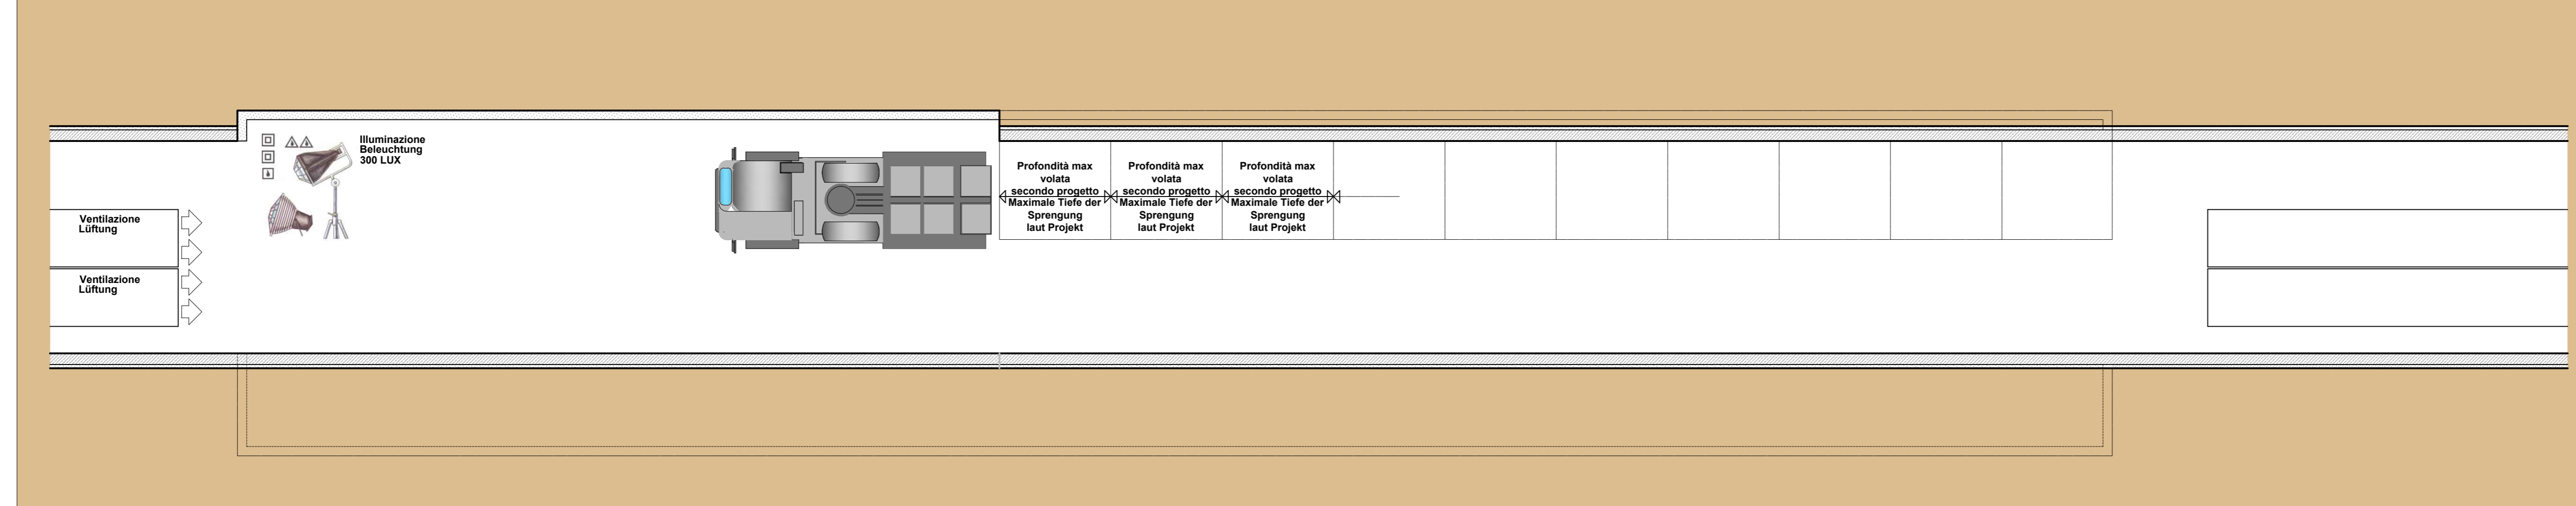 Illuminazione
Beleuchtung
300 LUX
Ventilazione
Lüftung
Ventilazione
Lüftung
Profondità max
volata
secondo progetto
Maximale Tiefe der
Sprengung
laut Projekt
Profondità max
volata
secondo progetto
Maximale Tiefe der
Sprengung
laut Projekt
Profondità max
volata
secondo progetto
Maximale Tiefe der
Sprengung
laut Projekt